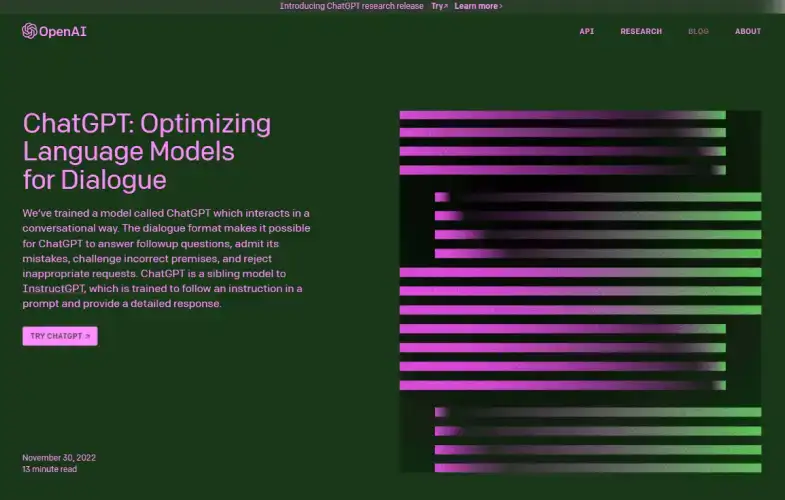 Introducing ChatGPT research release Try↗ Learn more ›
OpenAI
API RESEARCH BLOG ABOUT
ChatGPT: Optimizing
Language Models
for Dialogue
We've trained a model called ChatGPT which interacts in a
conversational way. The dialogue format makes it possible
for ChatGPT to answer followup questions, admit its
mistakes, challenge incorrect premises, and reject
inappropriate requests. ChatGPT is a sibling model to
InstructGPT, which is trained to follow an instruction in a
prompt and provide a detailed response.
TRY CHATGPT ↗
November 30, 2022
13 minute read